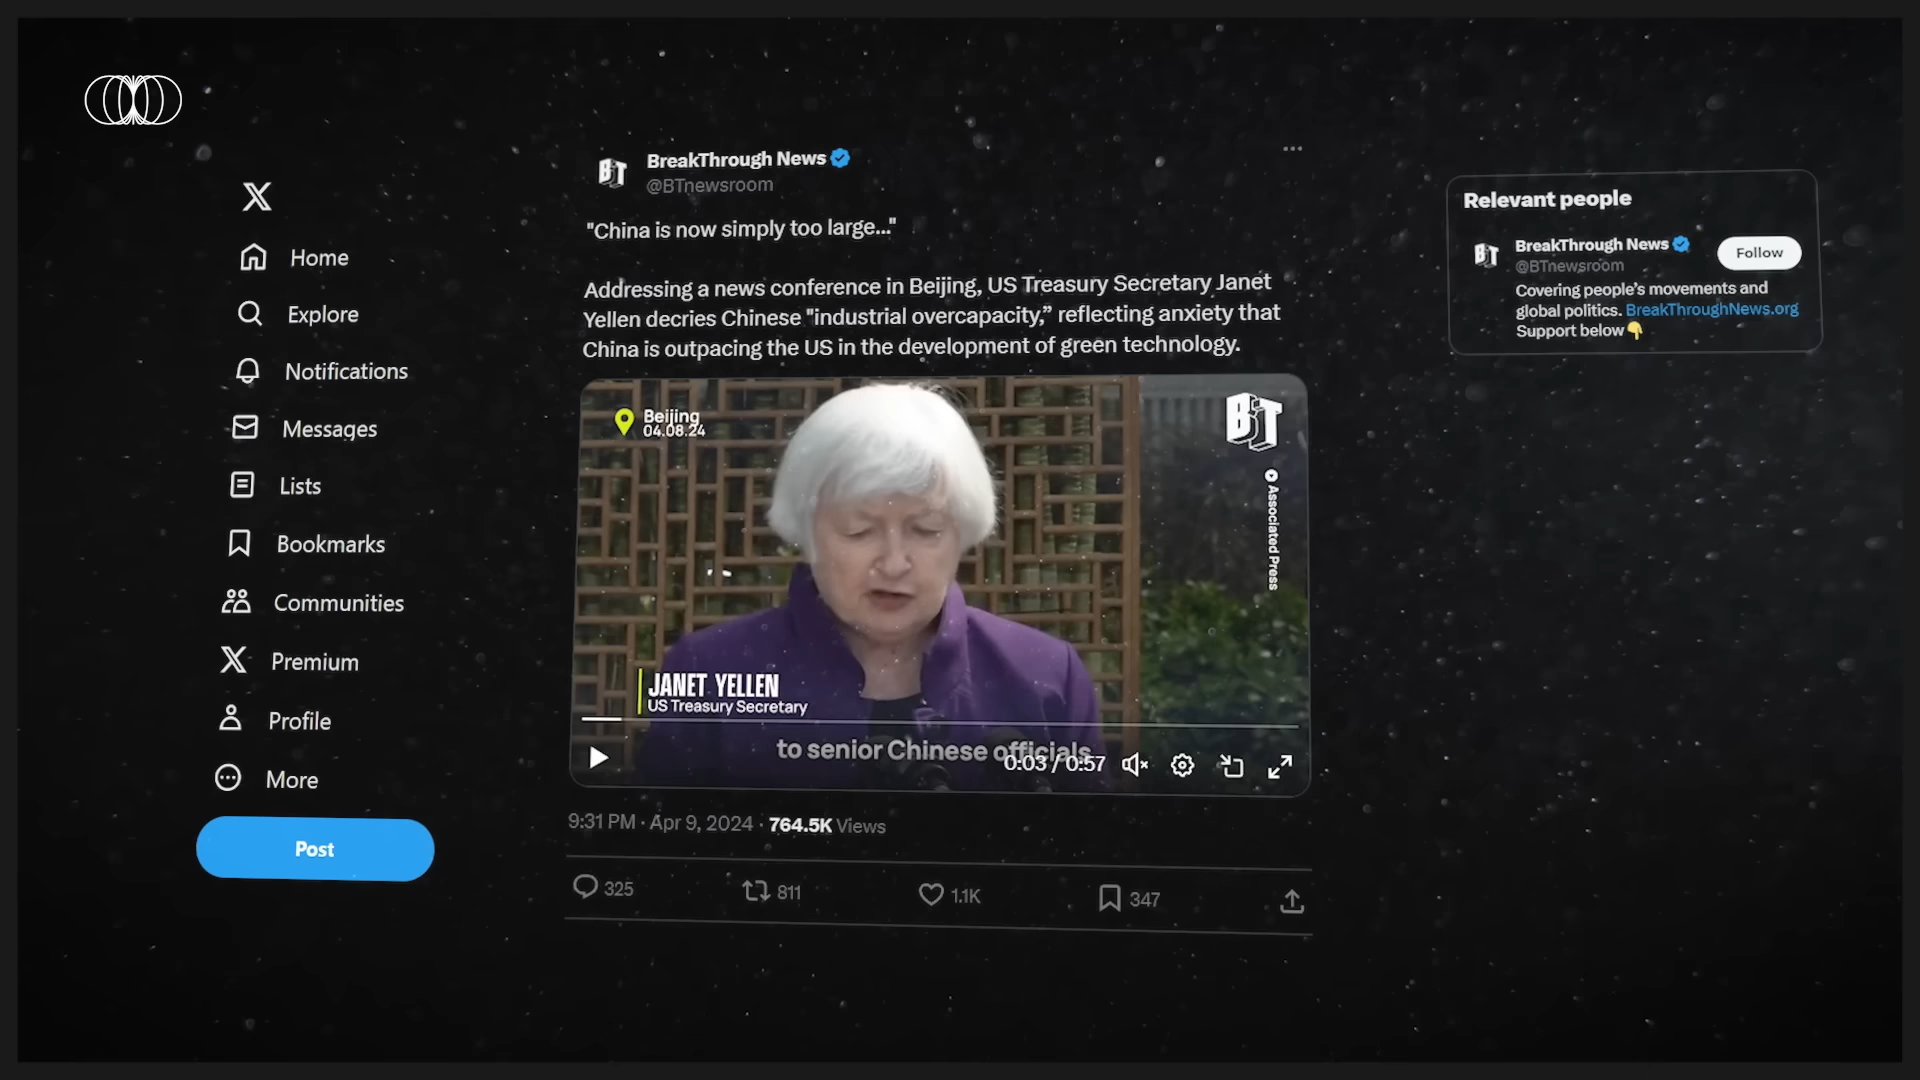 Home
Explore
Notifications
Messages
Lists
Bookmarks
Communities
Premium
Profile
More
Post
BreakThrough News
@BTnewsroom
"China is now simply too large..."
Addressing a news conference in Beijing, US Treasury Secretary Janet
Yellen decries Chinese "industrial overcapacity,” reflecting anxiety that
China is outpacing the US in the development of green technology.
Beijing
04.08.24
BT
Associated Press
JANET YELLEN
US Treasury Secretary
to senior Chinese officials
0:03 / 0:57
9:31 PM · Apr 9, 2024 · 764.5K Views
325
811
1.1K
347
Relevant people
BreakThrough News
@BTnewsroom
Follow
Covering people’s movements and
global politics. BreakThroughNews.org
Support below👇